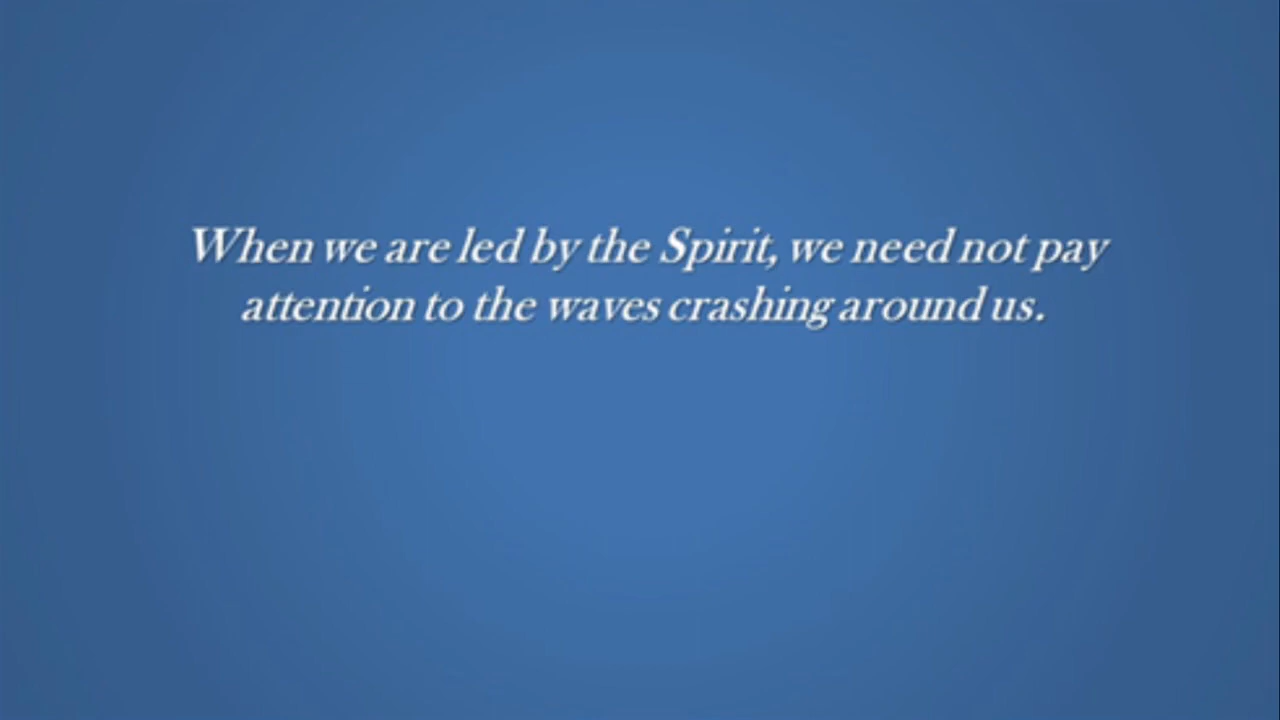 When we are led by the Spirit, we need not pay
attention to the waves crashing around us.